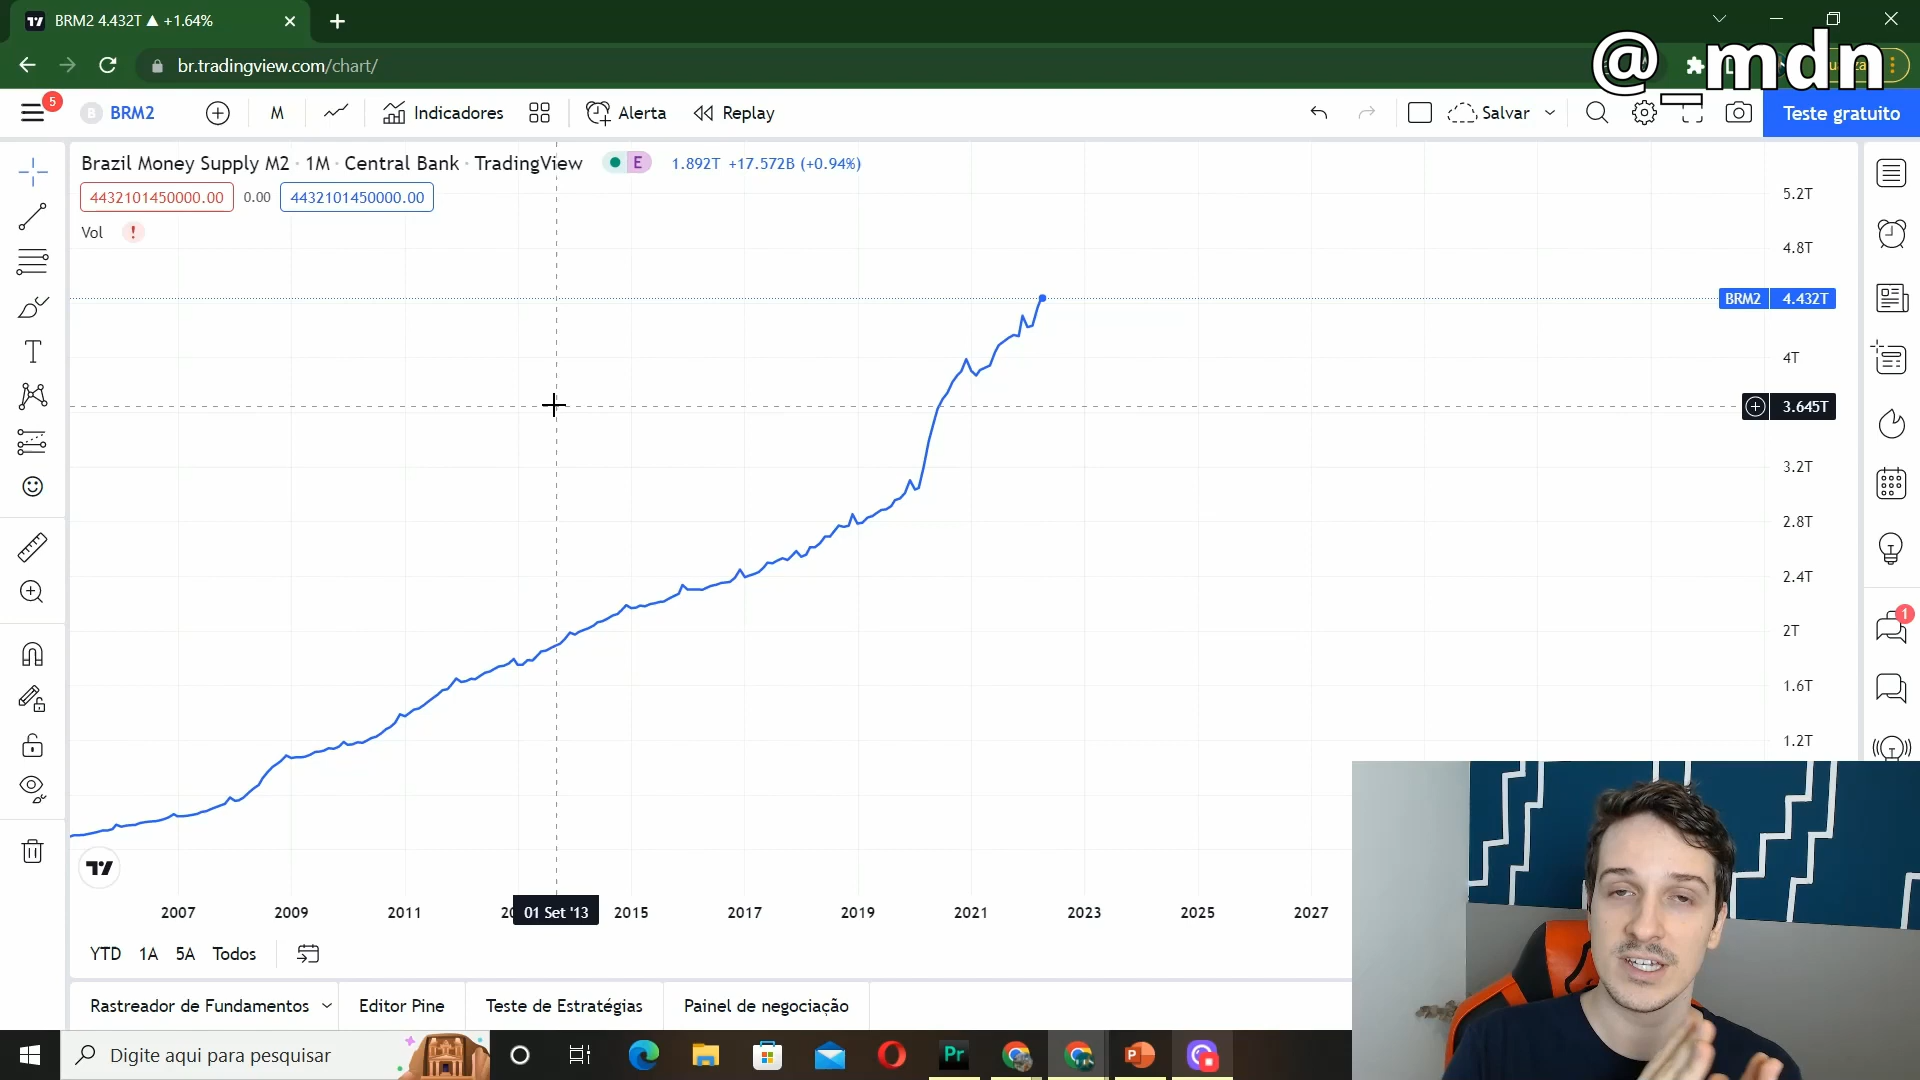 BRM2 4.432T ▲ +1.64%
@_mdn
br.tradingview.com/chart/
5
B BRM2
M
Indicadores
Alerta
Replay
Salvar
Teste gratuito
Brazil Money Supply M2 · 1M · Central Bank · TradingView
E
1.892T +17.572B (+0.94%)
4432101450000.00
0.00
4432101450000.00
Vol
!
5.2T
4.8T
BRM2 4.432T
4T
3.645T
3.2T
2.8T
2.4T
2T
1.6T
1.2T
1
2007
2009
2011
01 Set '13
2015
2017
2019
2021
2023
2025
2027
YTD
1A
5A
Todos
Rastreador de Fundamentos
Editor Pine
Teste de Estratégias
Painel de negociação
Digite aqui para pesquisar
Pr
P